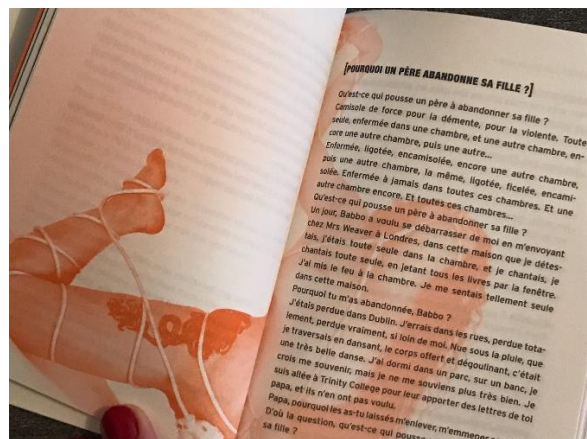 [POURQUOI UN PÈRE ABANDONNE SA FILLE ?]
Qu'est-ce qui pousse un père à abandonner sa fille ?
Camisole de force pour la démente, pour la violente. Toute
seule, enfermée dans une chambre, et une autre chambre, en-
core une autre chambre, puis une autre...
Enfermée, ligotée, encamisolée, encore une autre chambre,
puis une autre chambre, la même, ligotée, ficelée, encami-
solée. Enfermée à jamais dans toutes ces chambres. Et une
autre chambre encore. Et toutes ces chambres...
Qu'est-ce qui pousse un père à abandonner sa fille ?
Un jour, Babbo a voulu se débarrasser de moi en m'envoyant
chez Mrs Weaver à Londres, dans cette maison que je détes-
tais, j'étais toute seule dans la chambre, et je chantais, je
chantais toute seule, en jetant tous les livres par la fenêtre.
J'ai mis le feu à la chambre. Je me sentais tellement seule
dans cette maison.
Pourquoi tu m'as abandonnée, Babbo ?
J'étais perdue dans Dublin. J'errais dans les rues, perdue tota-
lement, perdue vraiment, si loin de moi. Nue sous la pluie, que
je traversais en dansant, le corps offert et dégoulinant, c'était
une très belle danse. J'ai dormi dans un parc, sur un banc, je
crois me souvenir, mais je ne me souviens plus très bien. Je
suis allée à Trinity College pour leur apporter des lettres de toi
papa, et ils n'en ont pas voulu.
Papa, pourquoi les as-tu laissés m'enlever, m'emmener
D'où la question, qu'est-ce qui pousse
sa fille ?